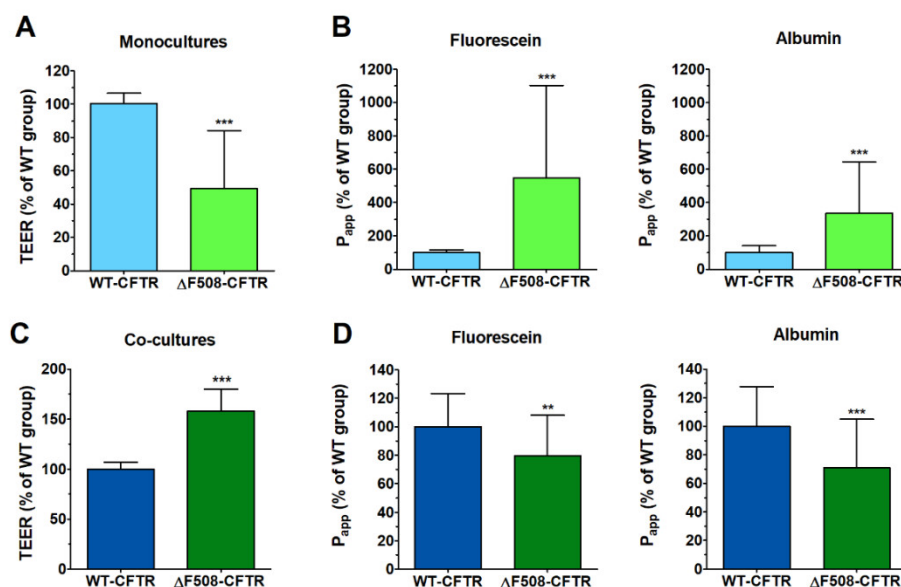 A
Monocultures
TEER (% of WT group)
120
100
80
60
40
20
0
***
WT-CFTR ΔF508-CFTR
B
Fluorescein
Papp (% of WT group)
1200
1000
800
600
400
200
0
***
WT-CFTR ΔF508-CFTR
Albumin
Papp (% of WT group)
1200
1000
800
600
400
200
0
***
WT-CFTR ΔF508-CFTR
C
Co-cultures
TEER (% of WT group)
200
150
100
50
0
***
WT-CFTR ΔF508-CFTR
D
Fluorescein
Papp (% of WT group)
140
120
100
80
60
40
20
0
**
WT-CFTR ΔF508-CFTR
Albumin
Papp (% of WT group)
140
120
100
80
60
40
20
0
***
WT-CFTR ΔF508-CFTR